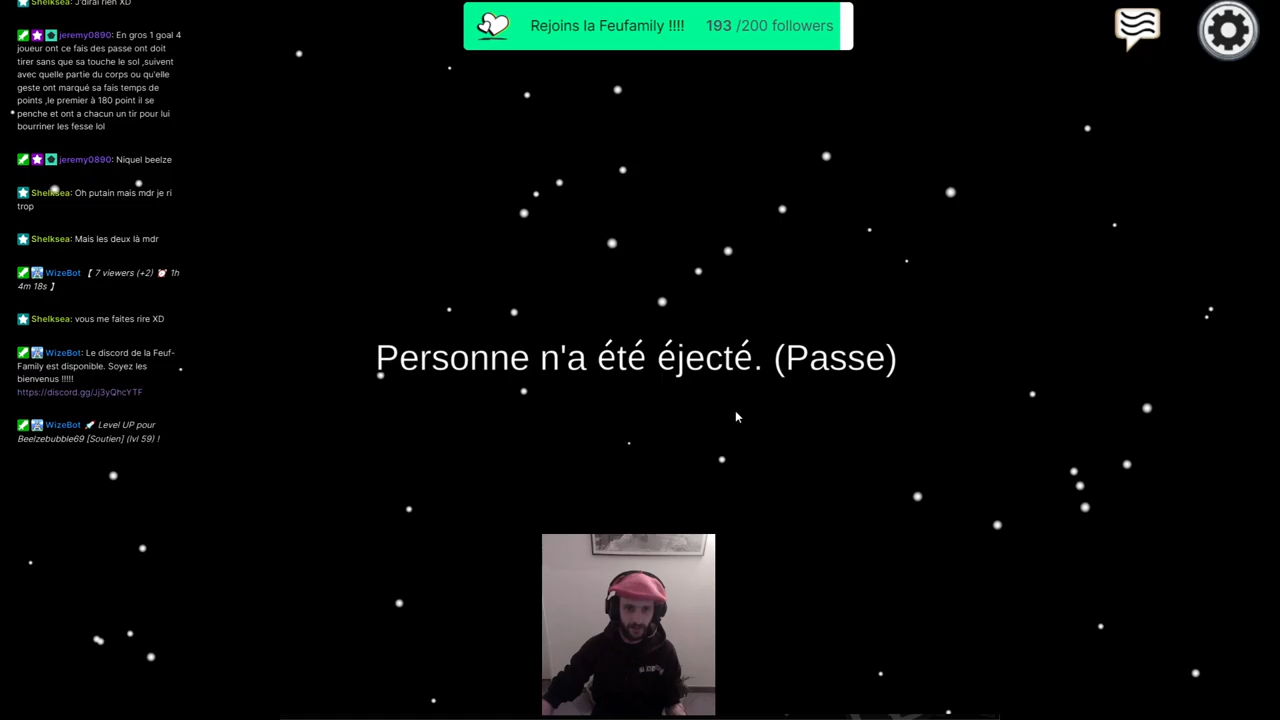 Shelksea: J'dirai rien XD
jeremy0890: En gros 1 goal 4
joueur ont ce fais des passe ont doit
tirer sans que sa touche le sol ,suivent
avec quelle partie du corps ou qu'elle
geste ont marqué sa fais temps de
points ,le premier à 180 point il se
penche et ont a chacun un tir pour lui
bourriner les fesse lol
jeremy0890: Niquel beelze
Shelksea: Oh putain mais mdr je ri
trop
Shelksea: Mais les deux là mdr
WizeBot 【 7 viewers (+2) ⏰ 1h
4m 18s 】
Shelksea: vous me faites rire XD
WizeBot: Le discord de la Feuf-
Family est disponible. Soyez les
bienvenus !!!!!
https://discord.gg/Jj3yQhcYTF
WizeBot 🚀 Level UP pour
Beelzebubble69 [Soutien] (lvl 59) !
Rejoins la Feufamily !!!! 193 /200 followers
Personne n'a été éjecté. (Passe)